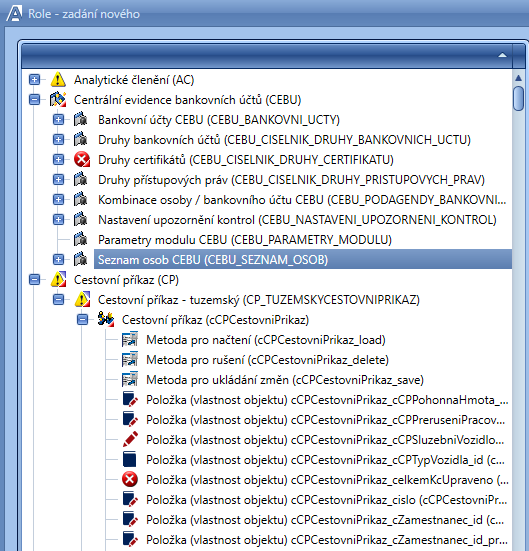 Role - zadání nového
Analytické členění (AC)
Centrální evidence bankovních účtů (CEBU)
Bankovní účty CEBU (CEBU_BANKOVNI_UCTY)
Druhy bankovních účtů (CEBU_CISELNIK_DRUHY_BANKOVNICH_UCTU)
Druhy certifikátů (CEBU_CISELNIK_DRUHY_CERTIFIKATU)
Druhy přístupových práv (CEBU_CISELNIK_DRUHY_PRISTUPOVYCH_PRAV)
Kombinace osoby / bankovního účtu CEBU (CEBU_PODAGENDY_BANKOVNI...
Nastavení upozornění kontrol (CEBU_NASTAVENI_UPOZORNENI_KONTROL)
Parametry modulu CEBU (CEBU_PARAMETRY_MODULU)
Seznam osob CEBU (CEBU_SEZNAM_OSOB)
Cestovní příkaz (CP)
Cestovní příkaz - tuzemský (CP_TUZEMSKYCESTOVNIPRIKAZ)
Cestovní příkaz (cCPCestovniPrikaz)
Metoda pro načtení (cCPCestovniPrikaz_load)
Metoda pro rušení (cCPCestovniPrikaz_delete)
Metoda pro ukládání změn (cCPCestovniPrikaz_save)
Položka (vlastnost objektu) cCPCestovniPrikaz_cCPPohonnaHmota_...
Položka (vlastnost objektu) cCPCestovniPrikaz_cCPPreruseniPracov...
Položka (vlastnost objektu) cCPCestovniPrikaz_cCPSluzebniVozidlo...
Položka (vlastnost objektu) cCPCestovniPrikaz_cCPTypVozidla_id (c...
Položka (vlastnost objektu) cCPCestovniPrikaz_celkemKcUpraveno (...
Položka (vlastnost objektu) cCPCestovniPrikaz_cislo (cCPCestovniPr...
Položka (vlastnost objektu) cCPCestovniPrikaz_cZamestnanec_id (c...
Položka (vlastnost objektu) cCPCestovniPrikaz_cZamestnanec_id_pr...